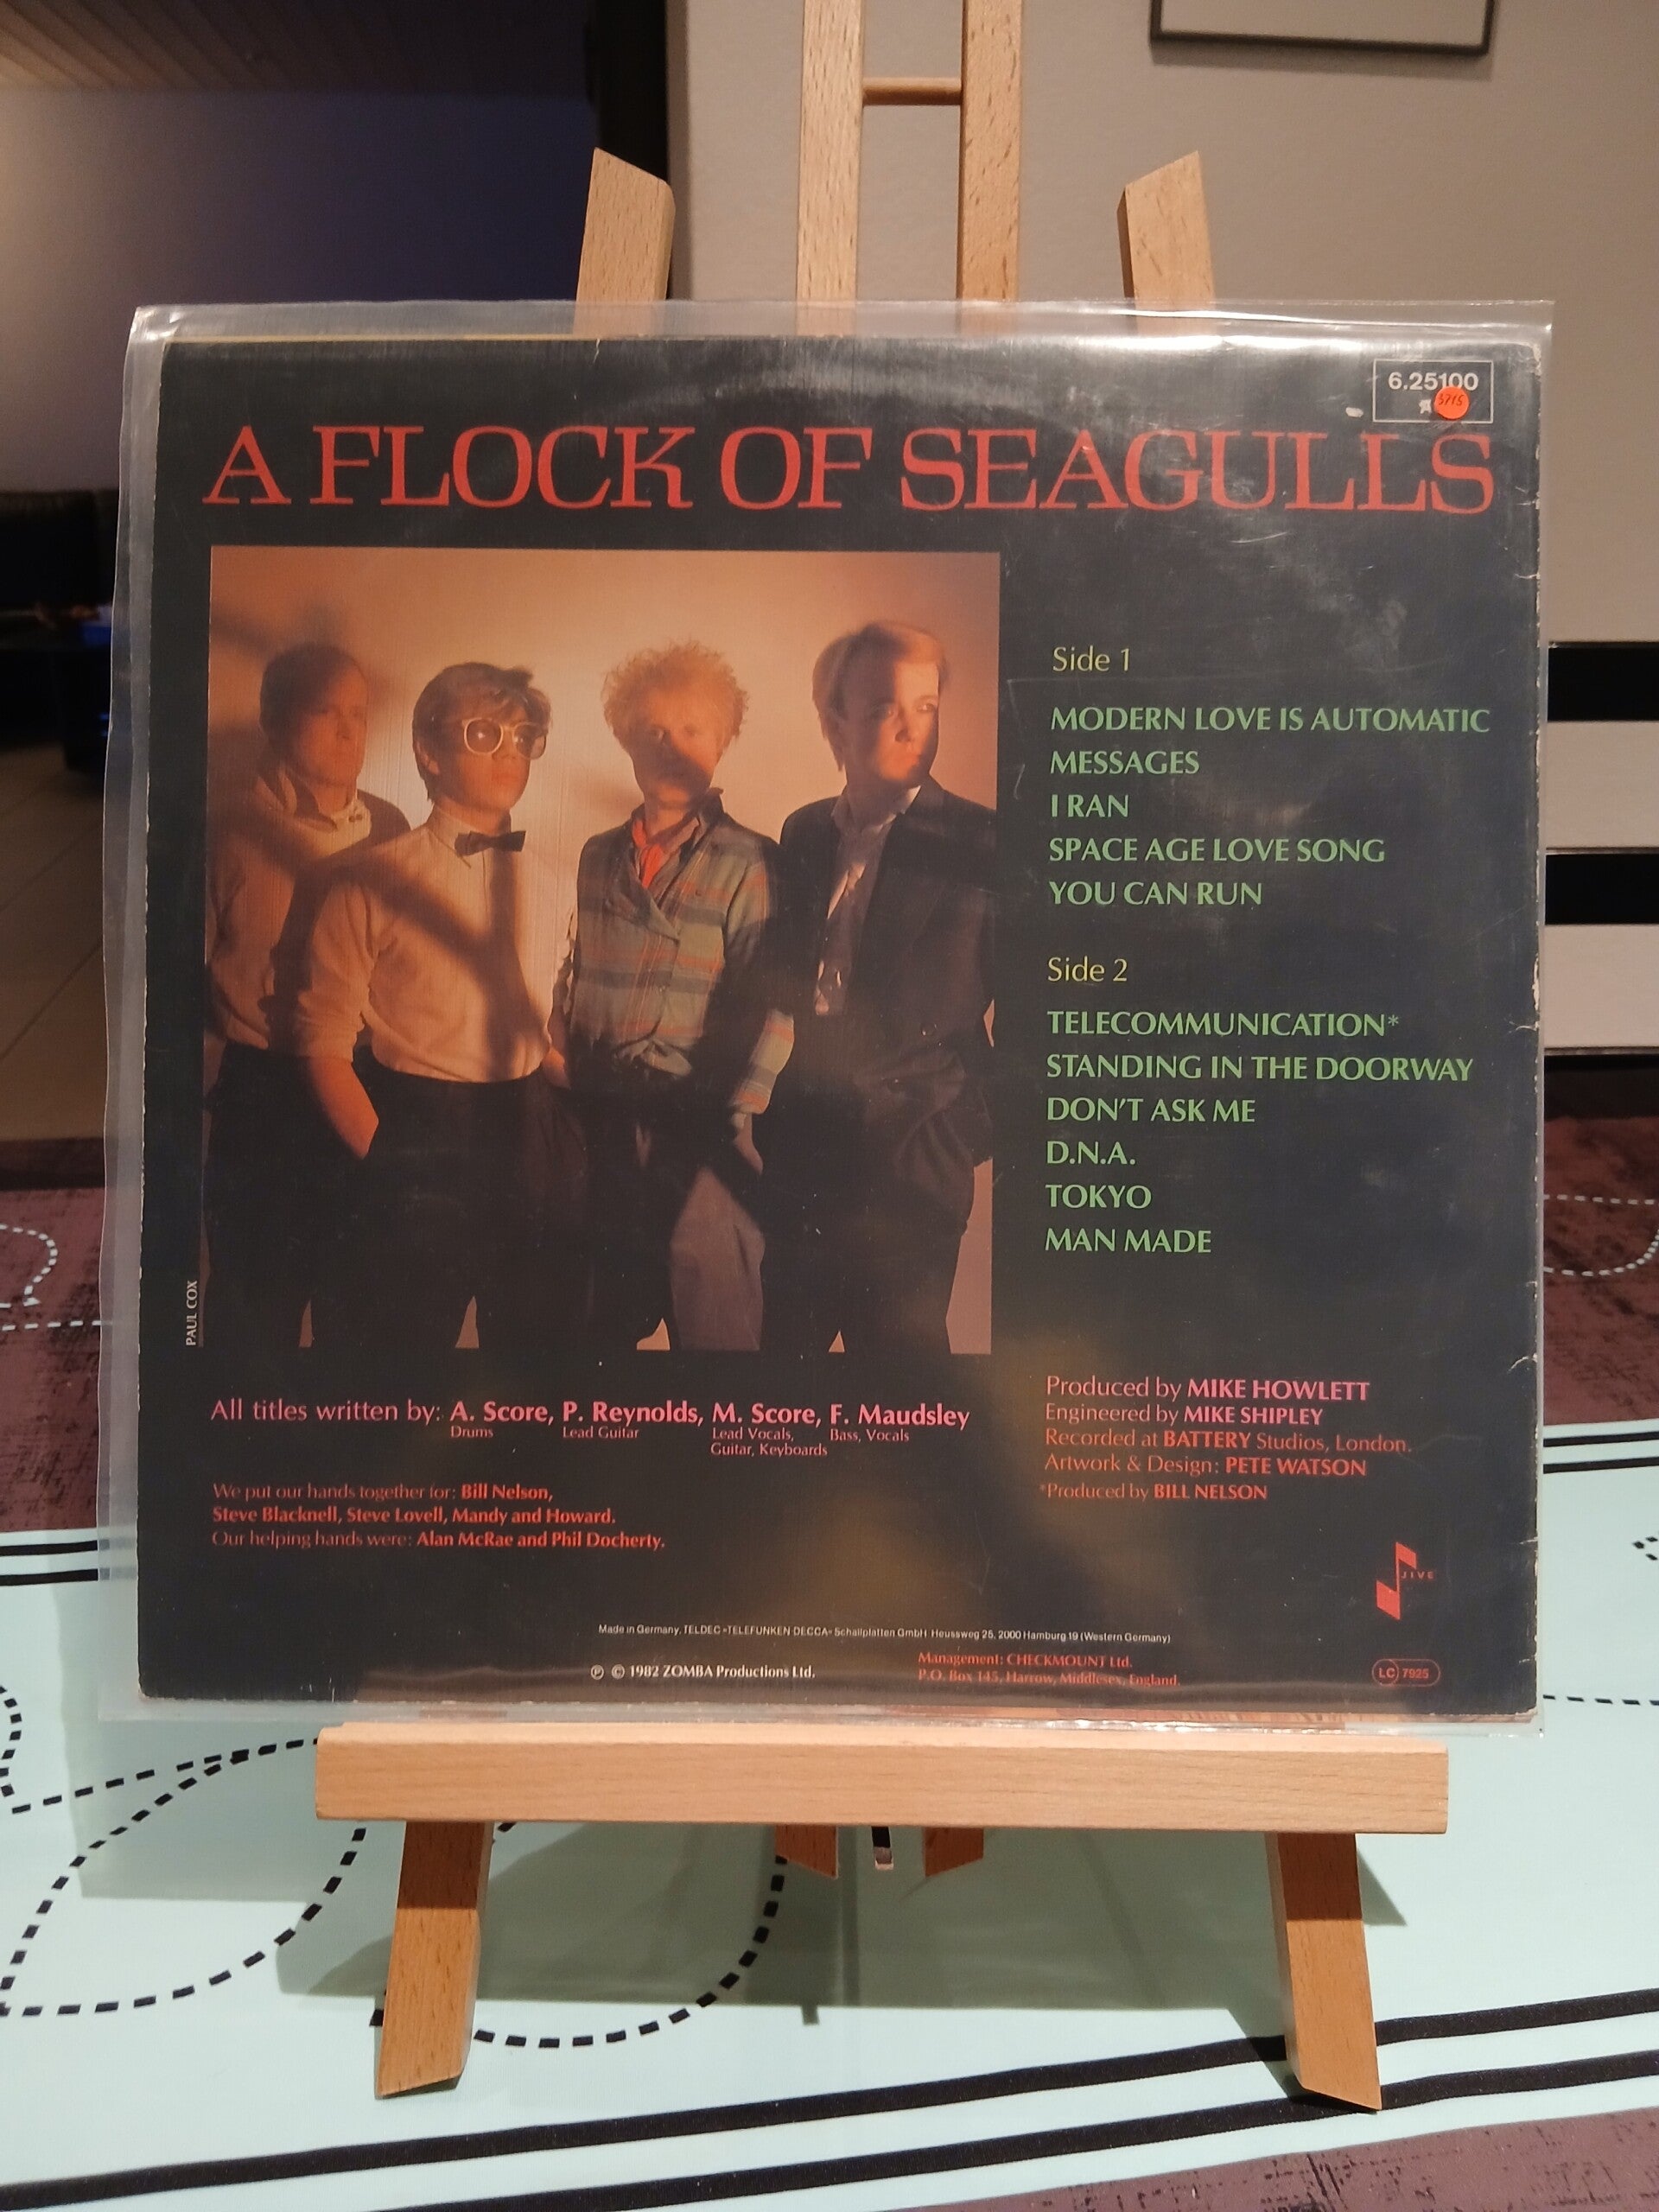 6.25100
A FLOCK OF SEAGULLS
Side 1
MODERN LOVE IS AUTOMATIC
MESSAGES
I RAN
SPACE AGE LOVE SONG
YOU CAN RUN
Side 2
TELECOMMUNICATION*
STANDING IN THE DOORWAY
DON'T ASK ME
D.N.A.
TOKYO
MAN MADE
PAUL COX
All titles written by: A. Score, P. Reynolds, M. Score, F. Maudsley
Drums Lead Guitar Lead Vocals, Bass, Vocals
Guitar, Keyboards
We put our hands together for: Bill Nelson,
Steve Blacknell, Steve Lovell, Mandy and Howard.
Our helping hands were: Alan McRae and Phil Docherty.
Produced by MIKE HOWLETT
Engineered by MIKE SHIPLEY
Recorded at BATTERY Studios, London.
Artwork & Design: PETE WATSON
*Produced by BILL NELSON
JIVE
Made in Germany. TELDEC »TELEFUNKEN DECCA« Schallplatten GmbH Heussweg 25, 2000 Hamburg 19 (Western Germany)
℗ © 1982 ZOMBA Productions Ltd.
Management: CHECKMOUNT Ltd.
P.O. Box 145, Harrow, Middlesex, England.
LC 7925